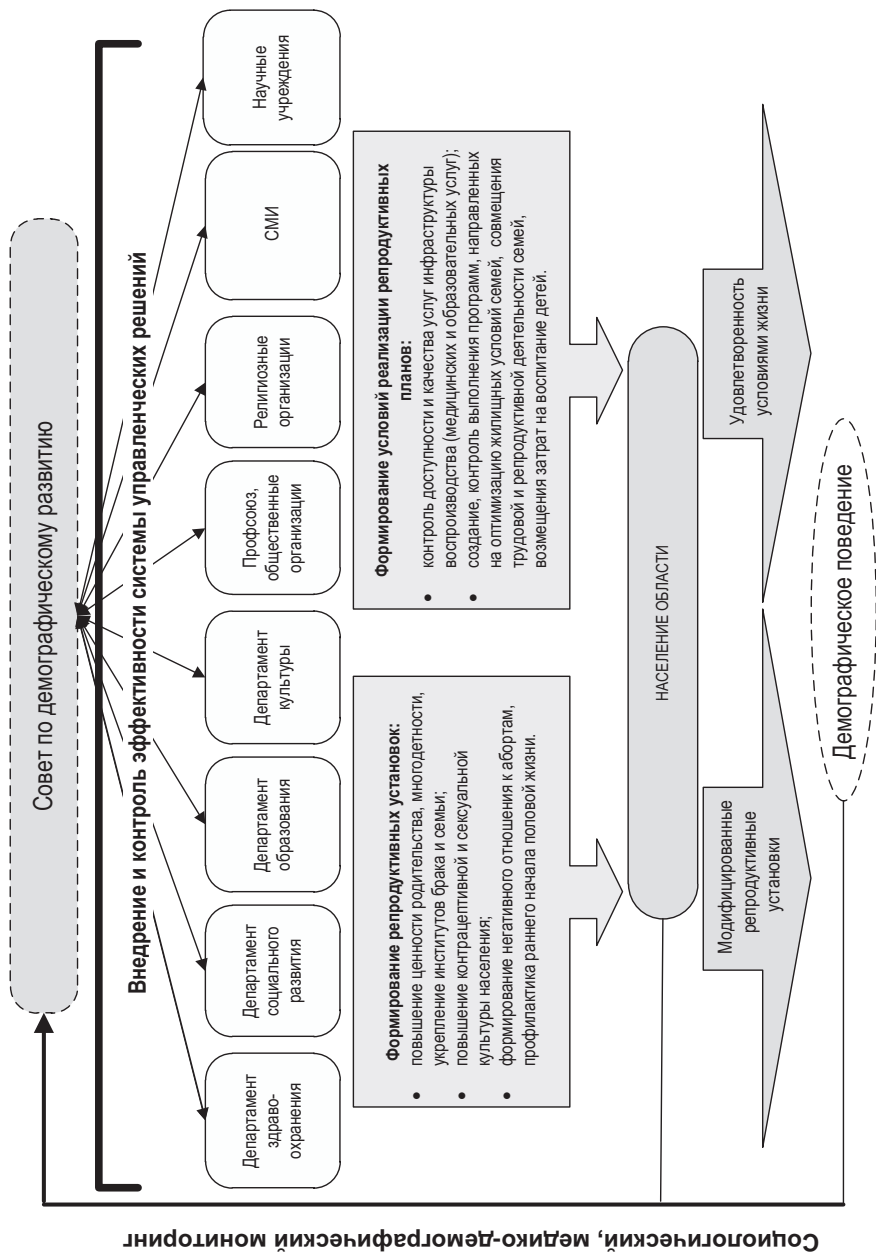 Совет по демографическому развитию
Внедрение и контроль эффективности системы управленческих решений
Департамент
здраво-
охранения
Департамент
социального
развития
Департамент
образования
Департамент
культуры
Профсоюз,
общественные
организации
Религиозные
организации
СМИ
Научные
учреждения
Формирование репродуктивных установок:
• повышение ценности родительства, многодетности,
укрепление институтов брака и семьи;
• повышение контрацептивной и сексуальной
культуры населения;
• формирование негативного отношения к абортам,
профилактика раннего начала половой жизни.
Формирование условий реализации репродуктивных
планов:
• контроль доступности и качества услуг инфраструктуры
воспроизводства (медицинских и образовательных услуг);
• создание, контроль выполнения программ, направленных
на оптимизацию жилищных условий семей, совмещения
трудовой и репродуктивной деятельности семей,
возмещения затрат на воспитание детей.
НАСЕЛЕНИЕ ОБЛАСТИ
Модифицированные
репродуктивные
установки
Удовлетворенность
условиями жизни
Демографическое поведение
Социологический, медико-демографический мониторинг